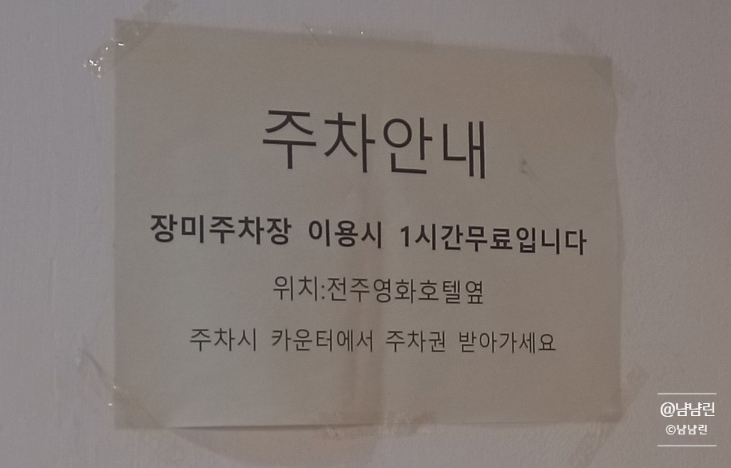 주차안내
장미주차장 이용시 1시간무료입니다
위치:전주영화호텔옆
주차시 카운터에서 주차권 받아가세요
@냠냠린
©냠냠린